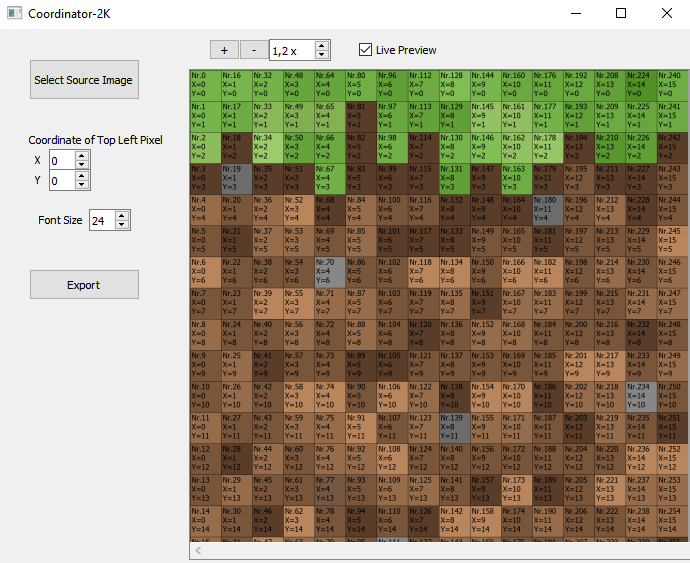 Coordinator-2K
+ - 1,2 x Live Preview
Select Source Image
Coordinate of Top Left Pixel
X 0
Y 0
Font Size 24
Export
Nr.0 Nr.16 Nr.32 Nr.48 Nr.64 Nr.80 Nr.96 Nr.112 Nr.128 Nr.144 Nr.160 Nr.176 Nr.192 Nr.208 Nr.224 Nr.240
X=0 X=1 X=2 X=3 X=4 X=5 X=6 X=7 X=8 X=9 X=10 X=11 X=12 X=13 X=14 X=15
Y=0 Y=0 Y=0 Y=0 Y=0 Y=0 Y=0 Y=0 Y=0 Y=0 Y=0 Y=0 Y=0 Y=0 Y=0 Y=0
Nr.1 Nr.17 Nr.33 Nr.49 Nr.65 Nr.81 Nr.97 Nr.113 Nr.129 Nr.145 Nr.161 Nr.177 Nr.193 Nr.209 Nr.225 Nr.241
X=0 X=1 X=2 X=3 X=4 X=5 X=6 X=7 X=8 X=9 X=10 X=11 X=12 X=13 X=14 X=15
Y=1 Y=1 Y=1 Y=1 Y=1 Y=1 Y=1 Y=1 Y=1 Y=1 Y=1 Y=1 Y=1 Y=1 Y=1 Y=1
Nr.2 Nr.18 Nr.34 Nr.50 Nr.66 Nr.82 Nr.98 Nr.114 Nr.130 Nr.146 Nr.162 Nr.178 Nr.194 Nr.210 Nr.226 Nr.242
X=0 X=1 X=2 X=3 X=4 X=5 X=6 X=7 X=8 X=9 X=10 X=11 X=12 X=13 X=14 X=15
Y=2 Y=2 Y=2 Y=2 Y=2 Y=2 Y=2 Y=2 Y=2 Y=2 Y=2 Y=2 Y=2 Y=2 Y=2 Y=2
Nr.3 Nr.19 Nr.35 Nr.51 Nr.67 Nr.83 Nr.99 Nr.115 Nr.131 Nr.147 Nr.163 Nr.179 Nr.195 Nr.211 Nr.227 Nr.243
X=0 X=1 X=2 X=3 X=4 X=5 X=6 X=7 X=8 X=9 X=10 X=11 X=12 X=13 X=14 X=15
Y=3 Y=3 Y=3 Y=3 Y=3 Y=3 Y=3 Y=3 Y=3 Y=3 Y=3 Y=3 Y=3 Y=3 Y=3 Y=3
Nr.4 Nr.20 Nr.36 Nr.52 Nr.68 Nr.84 Nr.100 Nr.116 Nr.132 Nr.148 Nr.164 Nr.180 Nr.196 Nr.212 Nr.228 Nr.244
X=0 X=1 X=2 X=3 X=4 X=5 X=6 X=7 X=8 X=9 X=10 X=11 X=12 X=13 X=14 X=15
Y=4 Y=4 Y=4 Y=4 Y=4 Y=4 Y=4 Y=4 Y=4 Y=4 Y=4 Y=4 Y=4 Y=4 Y=4 Y=4
Nr.5 Nr.21 Nr.37 Nr.53 Nr.69 Nr.85 Nr.101 Nr.117 Nr.133 Nr.149 Nr.165 Nr.181 Nr.197 Nr.213 Nr.229 Nr.245
X=0 X=1 X=2 X=3 X=4 X=5 X=6 X=7 X=8 X=9 X=10 X=11 X=12 X=13 X=14 X=15
Y=5 Y=5 Y=5 Y=5 Y=5 Y=5 Y=5 Y=5 Y=5 Y=5 Y=5 Y=5 Y=5 Y=5 Y=5 Y=5
Nr.6 Nr.22 Nr.38 Nr.54 Nr.70 Nr.86 Nr.102 Nr.118 Nr.134 Nr.150 Nr.166 Nr.182 Nr.198 Nr.214 Nr.230 Nr.246
X=0 X=1 X=2 X=3 X=4 X=5 X=6 X=7 X=8 X=9 X=10 X=11 X=12 X=13 X=14 X=15
Y=6 Y=6 Y=6 Y=6 Y=6 Y=6 Y=6 Y=6 Y=6 Y=6 Y=6 Y=6 Y=6 Y=6 Y=6 Y=6
Nr.7 Nr.23 Nr.39 Nr.55 Nr.71 Nr.87 Nr.103 Nr.119 Nr.135 Nr.151 Nr.167 Nr.183 Nr.199 Nr.215 Nr.231 Nr.247
X=0 X=1 X=2 X=3 X=4 X=5 X=6 X=7 X=8 X=9 X=10 X=11 X=12 X=13 X=14 X=15
Y=7 Y=7 Y=7 Y=7 Y=7 Y=7 Y=7 Y=7 Y=7 Y=7 Y=7 Y=7 Y=7 Y=7 Y=7 Y=7
Nr.8 Nr.24 Nr.40 Nr.56 Nr.72 Nr.88 Nr.104 Nr.120 Nr.136 Nr.152 Nr.168 Nr.184 Nr.200 Nr.216 Nr.232 Nr.248
X=0 X=1 X=2 X=3 X=4 X=5 X=6 X=7 X=8 X=9 X=10 X=11 X=12 X=13 X=14 X=15
Y=8 Y=8 Y=8 Y=8 Y=8 Y=8 Y=8 Y=8 Y=8 Y=8 Y=8 Y=8 Y=8 Y=8 Y=8 Y=8
Nr.9 Nr.25 Nr.41 Nr.57 Nr.73 Nr.89 Nr.105 Nr.121 Nr.137 Nr.153 Nr.169 Nr.185 Nr.201 Nr.217 Nr.233 Nr.249
X=0 X=1 X=2 X=3 X=4 X=5 X=6 X=7 X=8 X=9 X=10 X=11 X=12 X=13 X=14 X=15
Y=9 Y=9 Y=9 Y=9 Y=9 Y=9 Y=9 Y=9 Y=9 Y=9 Y=9 Y=9 Y=9 Y=9 Y=9 Y=9
Nr.10 Nr.26 Nr.42 Nr.58 Nr.74 Nr.90 Nr.106 Nr.122 Nr.138 Nr.154 Nr.170 Nr.186 Nr.202 Nr.218 Nr.234 Nr.250
X=0 X=1 X=2 X=3 X=4 X=5 X=6 X=7 X=8 X=9 X=10 X=11 X=12 X=13 X=14 X=15
Y=10 Y=10 Y=10 Y=10 Y=10 Y=10 Y=10 Y=10 Y=10 Y=10 Y=10 Y=10 Y=10 Y=10 Y=10 Y=10
Nr.11 Nr.27 Nr.43 Nr.59 Nr.75 Nr.91 Nr.107 Nr.123 Nr.139 Nr.155 Nr.171 Nr.187 Nr.203 Nr.219 Nr.235 Nr.251
X=0 X=1 X=2 X=3 X=4 X=5 X=6 X=7 X=8 X=9 X=10 X=11 X=12 X=13 X=14 X=15
Y=11 Y=11 Y=11 Y=11 Y=11 Y=11 Y=11 Y=11 Y=11 Y=11 Y=11 Y=11 Y=11 Y=11 Y=11 Y=11
Nr.12 Nr.28 Nr.44 Nr.60 Nr.76 Nr.92 Nr.108 Nr.124 Nr.140 Nr.156 Nr.172 Nr.188 Nr.204 Nr.220 Nr.236 Nr.252
X=0 X=1 X=2 X=3 X=4 X=5 X=6 X=7 X=8 X=9 X=10 X=11 X=12 X=13 X=14 X=15
Y=12 Y=12 Y=12 Y=12 Y=12 Y=12 Y=12 Y=12 Y=12 Y=12 Y=12 Y=12 Y=12 Y=12 Y=12 Y=12
Nr.13 Nr.29 Nr.45 Nr.61 Nr.77 Nr.93 Nr.109 Nr.125 Nr.141 Nr.157 Nr.173 Nr.189 Nr.205 Nr.221 Nr.237 Nr.253
X=0 X=1 X=2 X=3 X=4 X=5 X=6 X=7 X=8 X=9 X=10 X=11 X=12 X=13 X=14 X=15
Y=13 Y=13 Y=13 Y=13 Y=13 Y=13 Y=13 Y=13 Y=13 Y=13 Y=13 Y=13 Y=13 Y=13 Y=13 Y=13
Nr.14 Nr.30 Nr.46 Nr.62 Nr.78 Nr.94 Nr.110 Nr.126 Nr.142 Nr.158 Nr.174 Nr.190 Nr.206 Nr.222 Nr.238 Nr.254
X=0 X=1 X=2 X=3 X=4 X=5 X=6 X=7 X=8 X=9 X=10 X=11 X=12 X=13 X=14 X=15
Y=14 Y=14 Y=14 Y=14 Y=14 Y=14 Y=14 Y=14 Y=14 Y=14 Y=14 Y=14 Y=14 Y=14 Y=14 Y=14